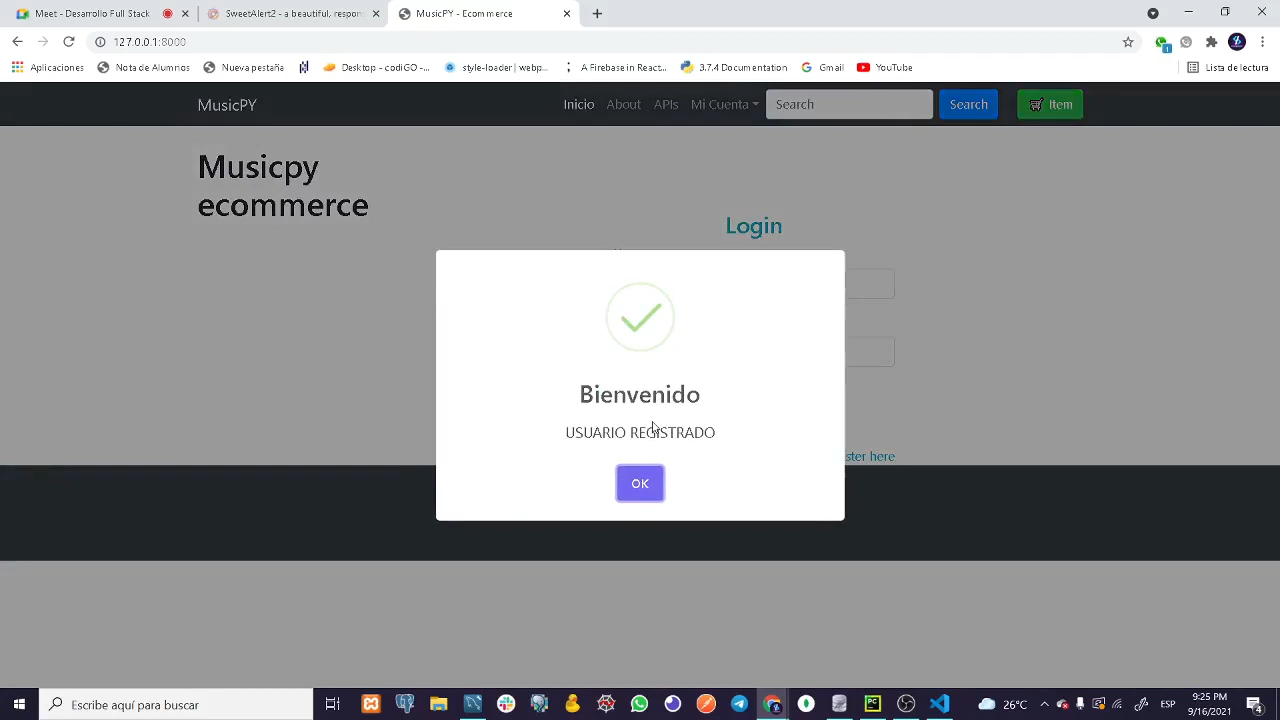 Meet - Desarrollo Full Stack
SweetAlert2 - a beautiful, respon
MusicPY - Ecommerce
127.0.0.1:8000
Aplicaciones
Nota de Alumnos
Nueva pestaña
Desktop - codiGO -...
style-loader | webp...
A Firebase in React...
3.7.4 Documentation
Gmail
YouTube
Lista de lectura
MusicPY
Inicio
About
APIs
Mi Cuenta
Search
Search
Item
Musicpy
ecommerce
Login
Bienvenido
USUARIO REGISTRADO
ster here
OK
Escribe aquí para buscar
26°C
ESP
9:25 PM
9/16/2021